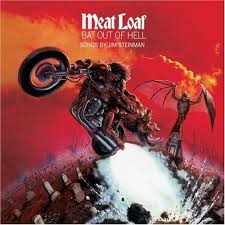 Meat Loaf
BAT OUT OF HELL
SONGS BY JIM STEINMAN